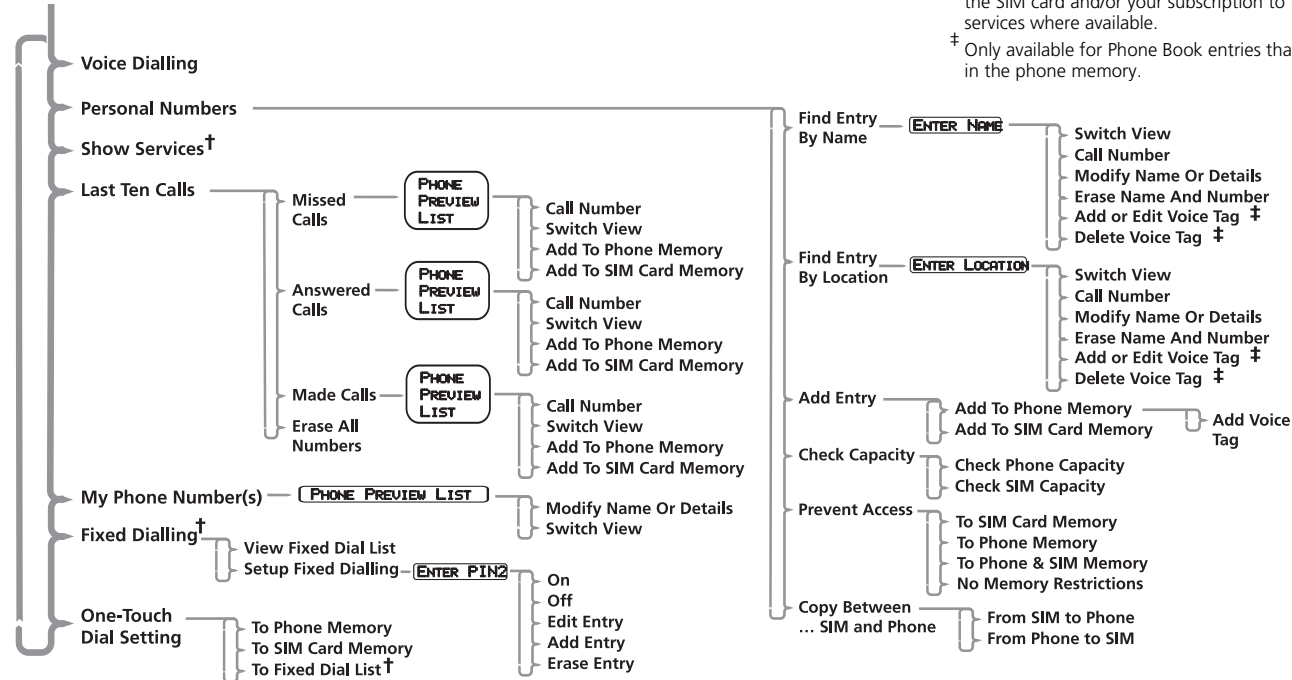 the SIM card and/or your subscription to
services where available.
‡ Only available for Phone Book entries tha
in the phone memory.
Voice Dialling
Personal Numbers
Show Services†
Last Ten Calls
Missed
Calls
PHONE
PREVIEW
LIST
Call Number
Switch View
Add To Phone Memory
Add To SIM Card Memory
Answered
Calls
PHONE
PREVIEW
LIST
Call Number
Switch View
Add To Phone Memory
Add To SIM Card Memory
Made Calls
PHONE
PREVIEW
LIST
Call Number
Switch View
Add To Phone Memory
Add To SIM Card Memory
Erase All
Numbers
My Phone Number(s)
PHONE PREVIEW LIST
Modify Name Or Details
Switch View
Fixed Dialling†
View Fixed Dial List
Setup Fixed Dialling
ENTER PIN2
On
Off
Edit Entry
Add Entry
Erase Entry
One-Touch
Dial Setting
To Phone Memory
To SIM Card Memory
To Fixed Dial List†
Find Entry
By Name
ENTER NAME
Switch View
Call Number
Modify Name Or Details
Erase Name And Number
Add or Edit Voice Tag ‡
Delete Voice Tag ‡
Find Entry
By Location
ENTER LOCATION
Switch View
Call Number
Modify Name Or Details
Erase Name And Number
Add or Edit Voice Tag ‡
Delete Voice Tag ‡
Add Entry
Add To Phone Memory
Add To SIM Card Memory
Add Voice
Tag
Check Capacity
Check Phone Capacity
Check SIM Capacity
Prevent Access
To SIM Card Memory
To Phone Memory
To Phone & SIM Memory
No Memory Restrictions
Copy Between
... SIM and Phone
From SIM to Phone
From Phone to SIM